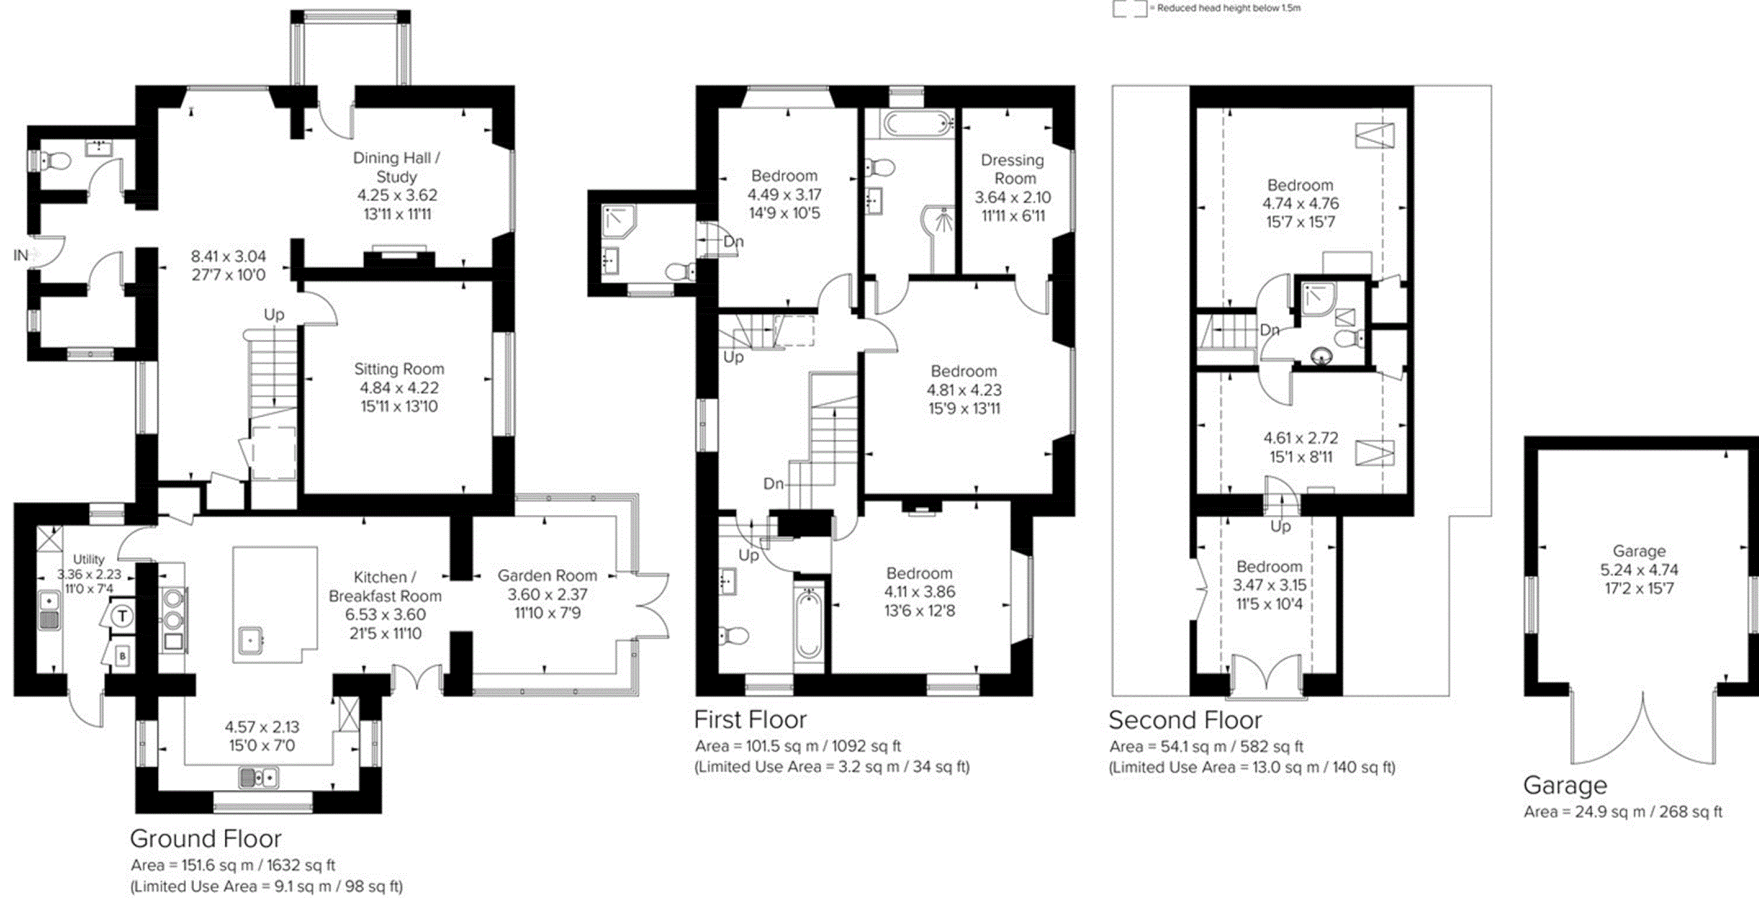 = Reduced head height below 1.5m
IN
8.41 x 3.04
27'7 x 10'0
Up
Dining Hall /
Study
4.25 x 3.62
13'11 x 11'11
Sitting Room
4.84 x 4.22
15'11 x 13'10
Utility
3.36 x 2.23
11'0 x 7'4
T
B
Kitchen /
Breakfast Room
6.53 x 3.60
21'5 x 11'10
Garden Room
3.60 x 2.37
11'10 x 7'9
4.57 x 2.13
15'0 x 7'0
Ground Floor
Area = 151.6 sq m / 1632 sq ft
(Limited Use Area = 9.1 sq m / 98 sq ft)
Bedroom
4.49 x 3.17
14'9 x 10'5
Dn
Dressing
Room
3.64 x 2.10
11'11 x 6'11
Up
Bedroom
4.81 x 4.23
15'9 x 13'11
Dn
Up
Bedroom
4.11 x 3.86
13'6 x 12'8
First Floor
Area = 101.5 sq m / 1092 sq ft
(Limited Use Area = 3.2 sq m / 34 sq ft)
Bedroom
4.74 x 4.76
15'7 x 15'7
Dn
4.61 x 2.72
15'1 x 8'11
Up
Bedroom
3.47 x 3.15
11'5 x 10'4
Second Floor
Area = 54.1 sq m / 582 sq ft
(Limited Use Area = 13.0 sq m / 140 sq ft)
Garage
5.24 x 4.74
17'2 x 15'7
Garage
Area = 24.9 sq m / 268 sq ft